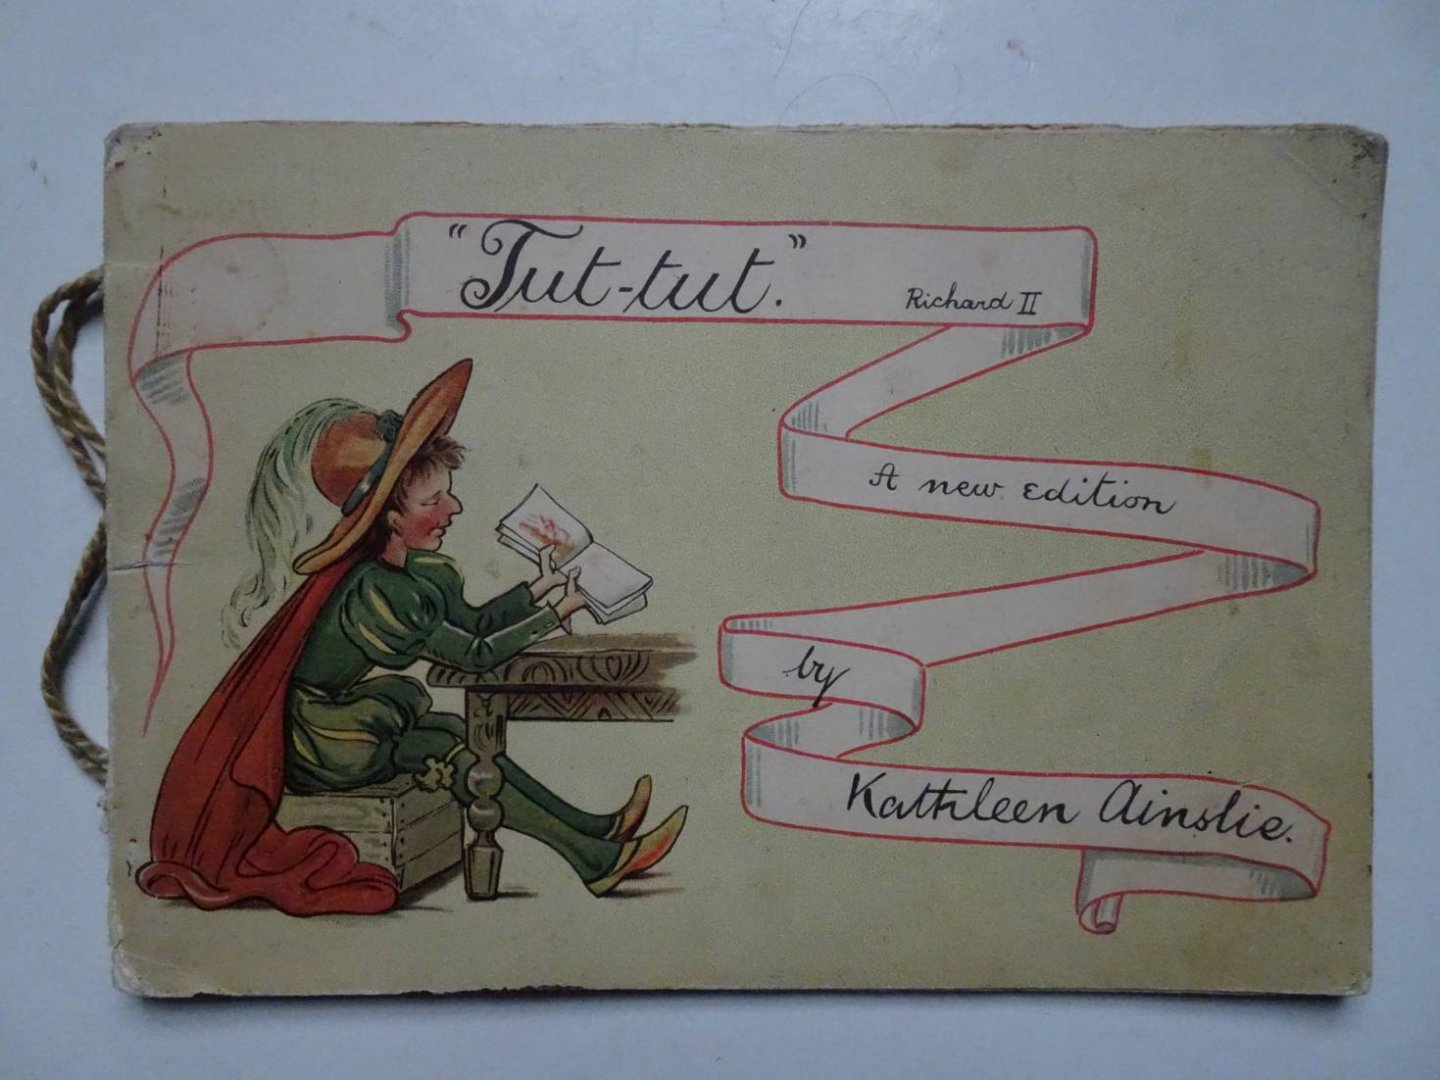 "Tut-tut."
Richard II
A new Edition
by
Kathleen Ainslie.